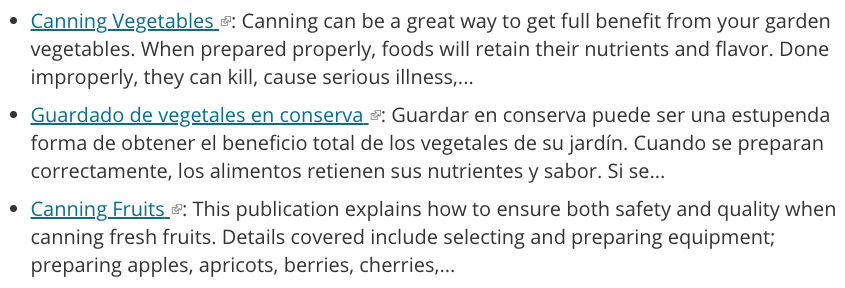 • Canning Vegetables : Canning can be a great way to get full benefit from your garden
vegetables. When prepared properly, foods will retain their nutrients and flavor. Done
improperly, they can kill, cause serious illness,...
• Guardado de vegetales en conserva : Guardar en conserva puede ser una estupenda
forma de obtener el beneficio total de los vegetales de su jardín. Cuando se preparan
correctamente, los alimentos retienen sus nutrientes y sabor. Si se...
• Canning Fruits : This publication explains how to ensure both safety and quality when
canning fresh fruits. Details covered include selecting and preparing equipment;
preparing apples, apricots, berries, cherries,...